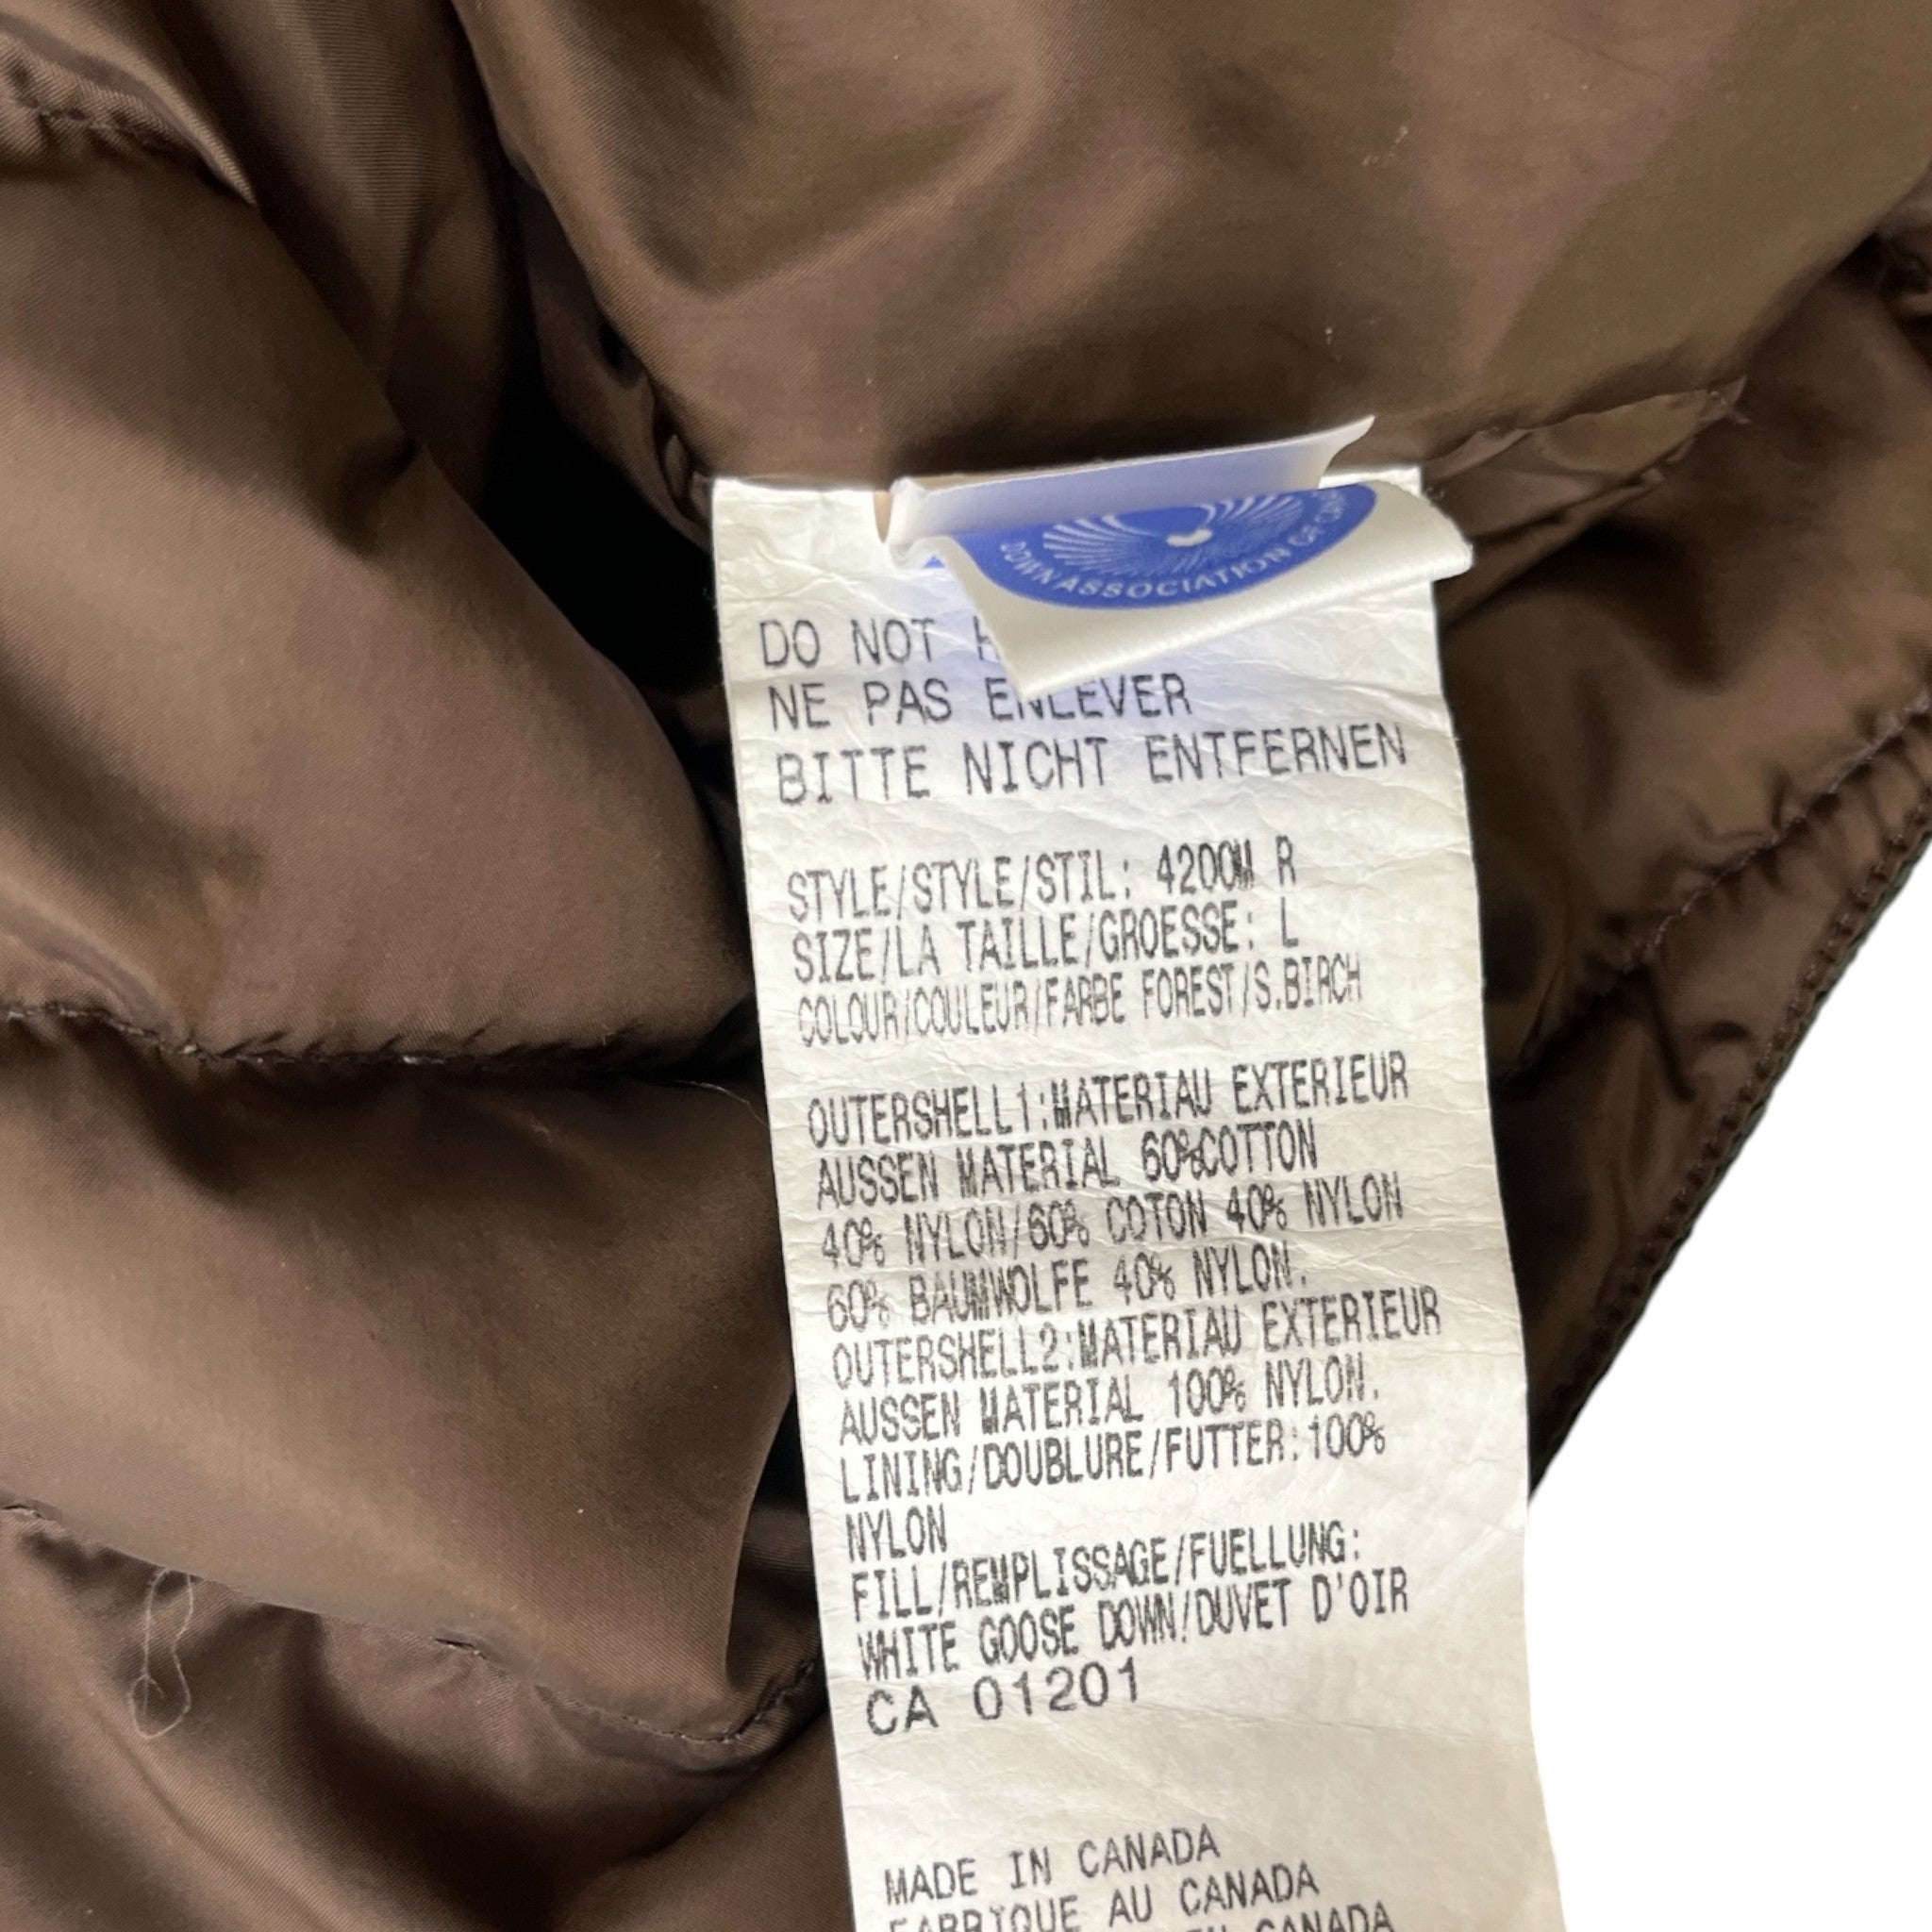 DOWN ASSOCIATION OF
DO NOT
NE PAS ENLEVER
BITTE NICHT ENTFERNEN
STYLE/STYLE/STIL: 4200M R
SIZE/LA TAILLE/GROESSE: L
COLOUR/COULEUR/FARBE FOREST/S.BIRCH
OUTERSHELL1:MATERIAU EXTERIEUR
AUSSEN MATERIAL 60%COTTON
40% NYLON/60% COTON 40% NYLON
60% BAUMWOLFE 40% NYLON.
OUTERSHELL2:MATERIAU EXTERIEUR
AUSSEN MATERIAL 100% NYLON.
LINING/DOUBLURE/FUTTER:100%
NYLON
FILL/REMPLISSAGE/FUELLUNG:
WHITE GOOSE DOWN/DUVET D'OIR
CA 01201
MADE IN CANADA
FABRIQUE AU CANADA
CANADA